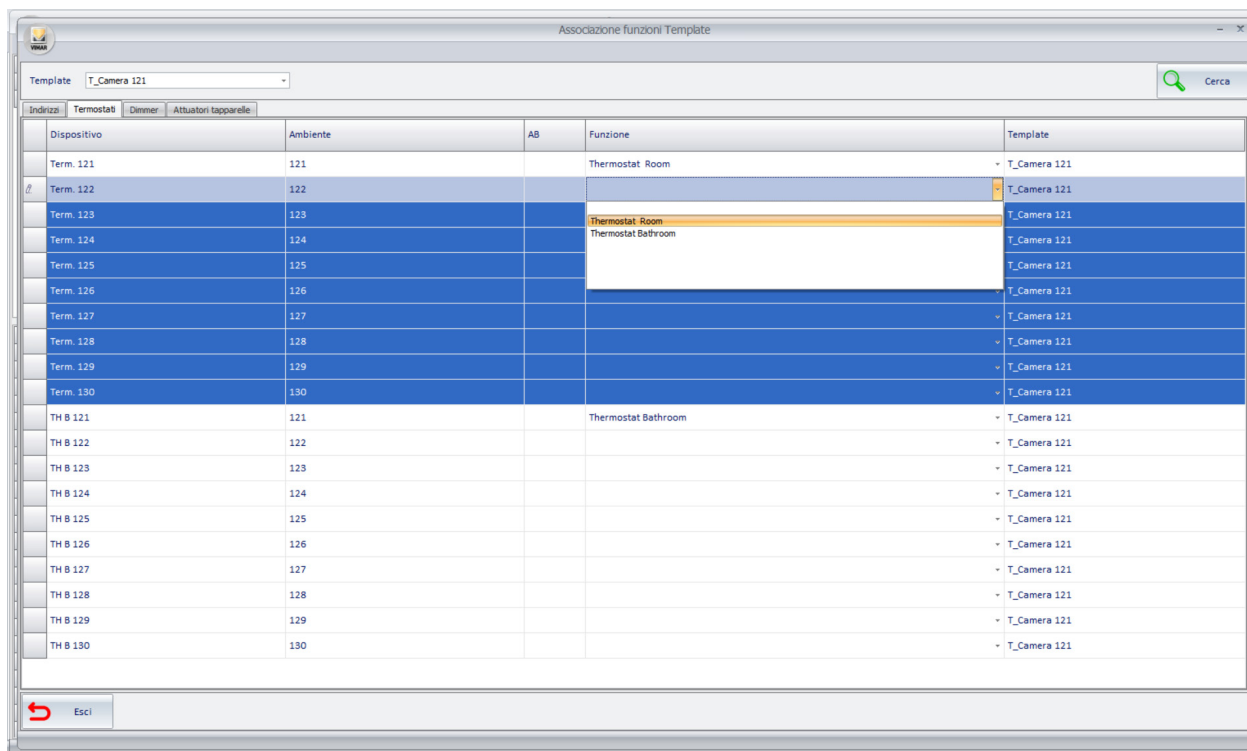 Associazione funzioni Template
VIMAR
Template T_Camera 121 Cerca
Indirizzi Termostati Dimmer Attuatori tapparelle
Dispositivo Ambiente AB Funzione Template
Term. 121 121 Thermostat Room T_Camera 121
Term. 122 122 T_Camera 121
Term. 123 123 T_Camera 121
Thermostat Room
Thermostat Bathroom
Term. 124 124 T_Camera 121
Term. 125 125 T_Camera 121
Term. 126 126 T_Camera 121
Term. 127 127 T_Camera 121
Term. 128 128 T_Camera 121
Term. 129 129 T_Camera 121
Term. 130 130 T_Camera 121
TH B 121 121 Thermostat Bathroom T_Camera 121
TH B 122 122 T_Camera 121
TH B 123 123 T_Camera 121
TH B 124 124 T_Camera 121
TH B 125 125 T_Camera 121
TH B 126 126 T_Camera 121
TH B 127 127 T_Camera 121
TH B 128 128 T_Camera 121
TH B 129 129 T_Camera 121
TH B 130 130 T_Camera 121
Esci